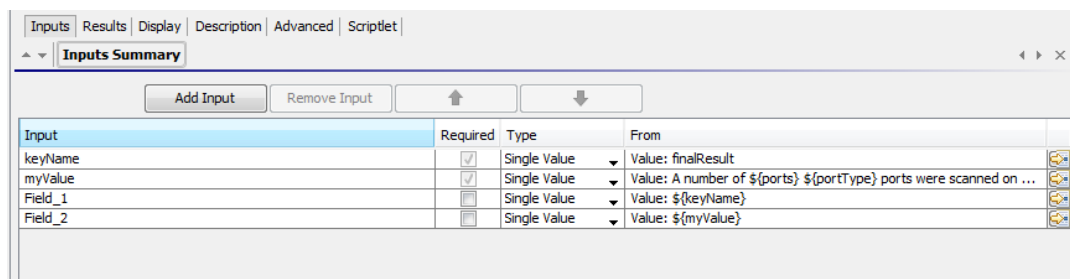 Inputs Results Display Description Advanced Scriptlet
Inputs Summary
Add Input Remove Input
Input Required Type From
keyName Single Value Value: finalResult
myValue Single Value Value: A number of ${ports} ${portType} ports were scanned on ...
Field_1 Single Value Value: ${keyName}
Field_2 Single Value Value: ${myValue}